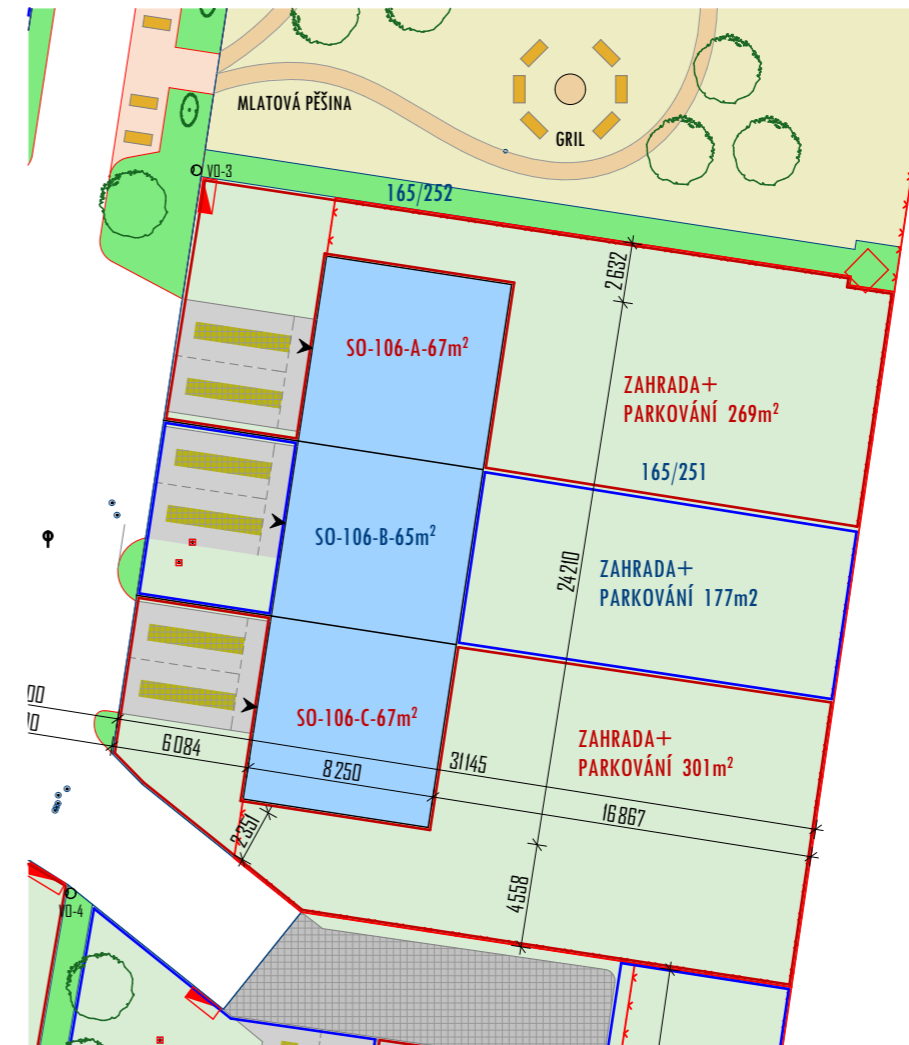 MLATOVÁ PĚŠINA
GRIL
VO-3
165/252
2632
SO-106-A-67m²
ZAHRADA+
PARKOVÁNÍ 269m²
165/251
SO-106-B-65m²
24210
ZAHRADA+
PARKOVÁNÍ 177m2
SO-106-C-67m²
ZAHRADA+
PARKOVÁNÍ 301m²
00
6084
8250
31145
16867
2351
4558
VO-4